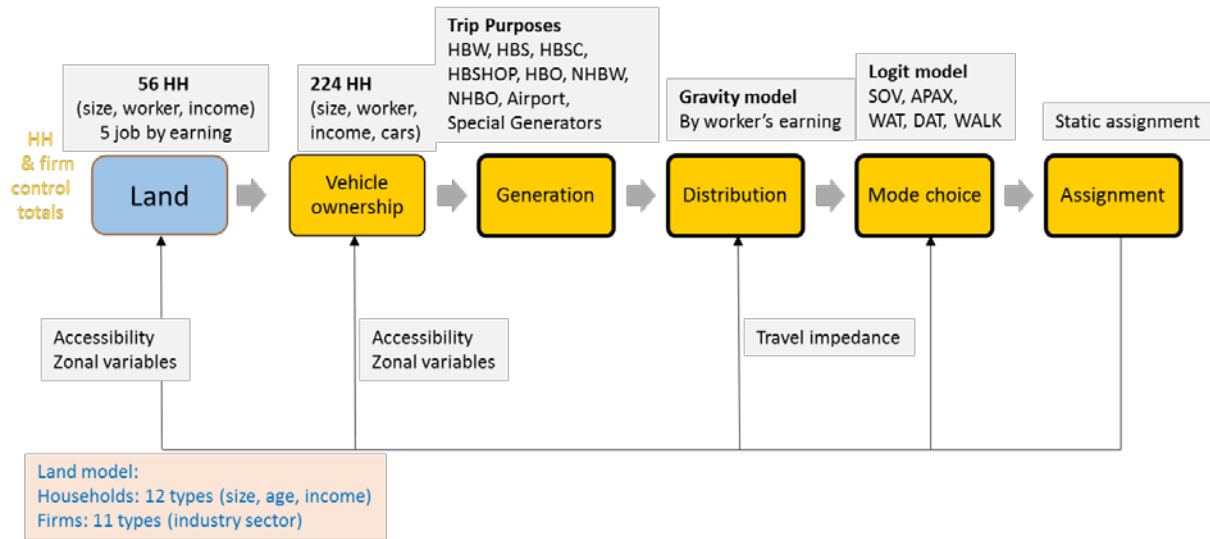 HH
& firm
control
totals
56 HH
(size, worker, income)
5 job by earning
Land
224 HH
(size, worker,
income, cars)
Vehicle
ownership
Trip Purposes
HBW, HBS, HBSC,
HBSHOP, HBO, NHBW,
NHBO, Airport,
Special Generators
Generation
Gravity model
By worker's earning
Distribution
Logit model
SOV, APAX,
WAT, DAT, WALK
Mode choice
Static assignment
Assignment
Accessibility
Zonal variables
Accessibility
Zonal variables
Travel impedance
Land model:
Households: 12 types (size, age, income)
Firms: 11 types (industry sector)